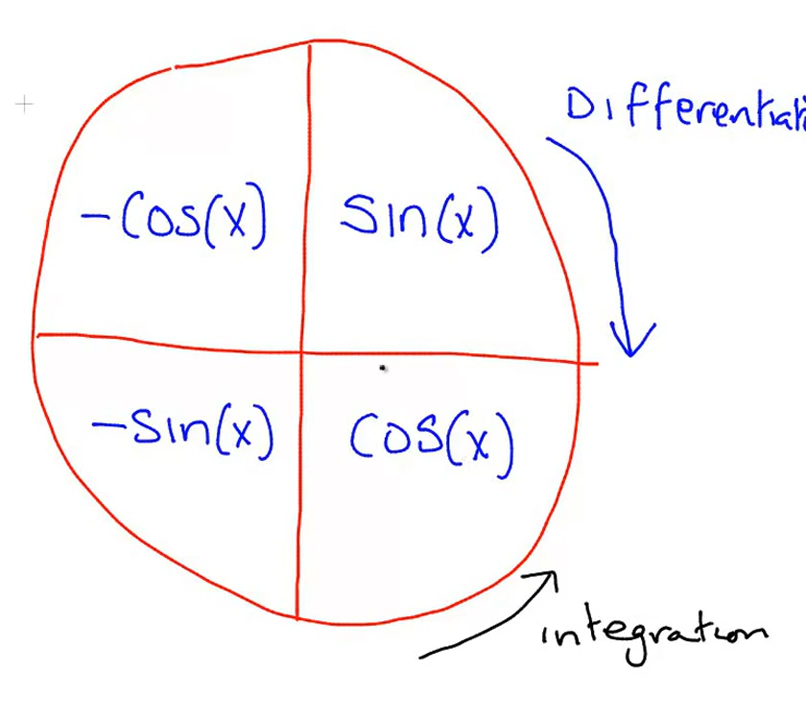 Differentiati
-Cos(x) Sin(x)
-Sin(x) Cos(x)
integration